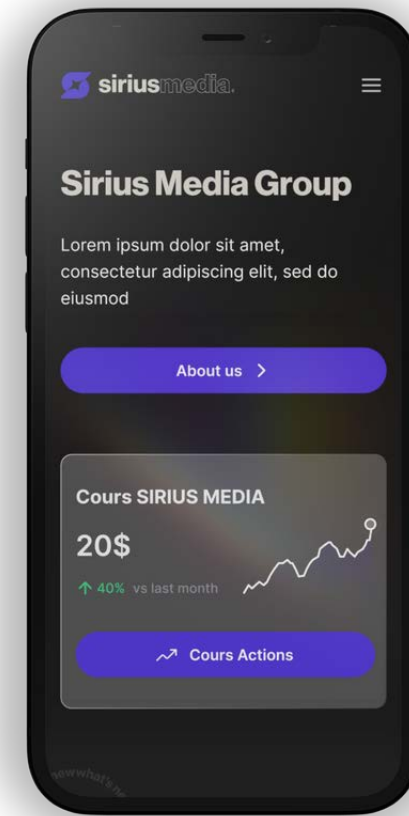 siriusmedia.
Sirius Media Group
Lorem ipsum dolor sit amet,
consectetur adipiscing elit, sed do
eiusmod
About us
Cours SIRIUS MEDIA
20$
40% vs last month
Cours Actions
what's